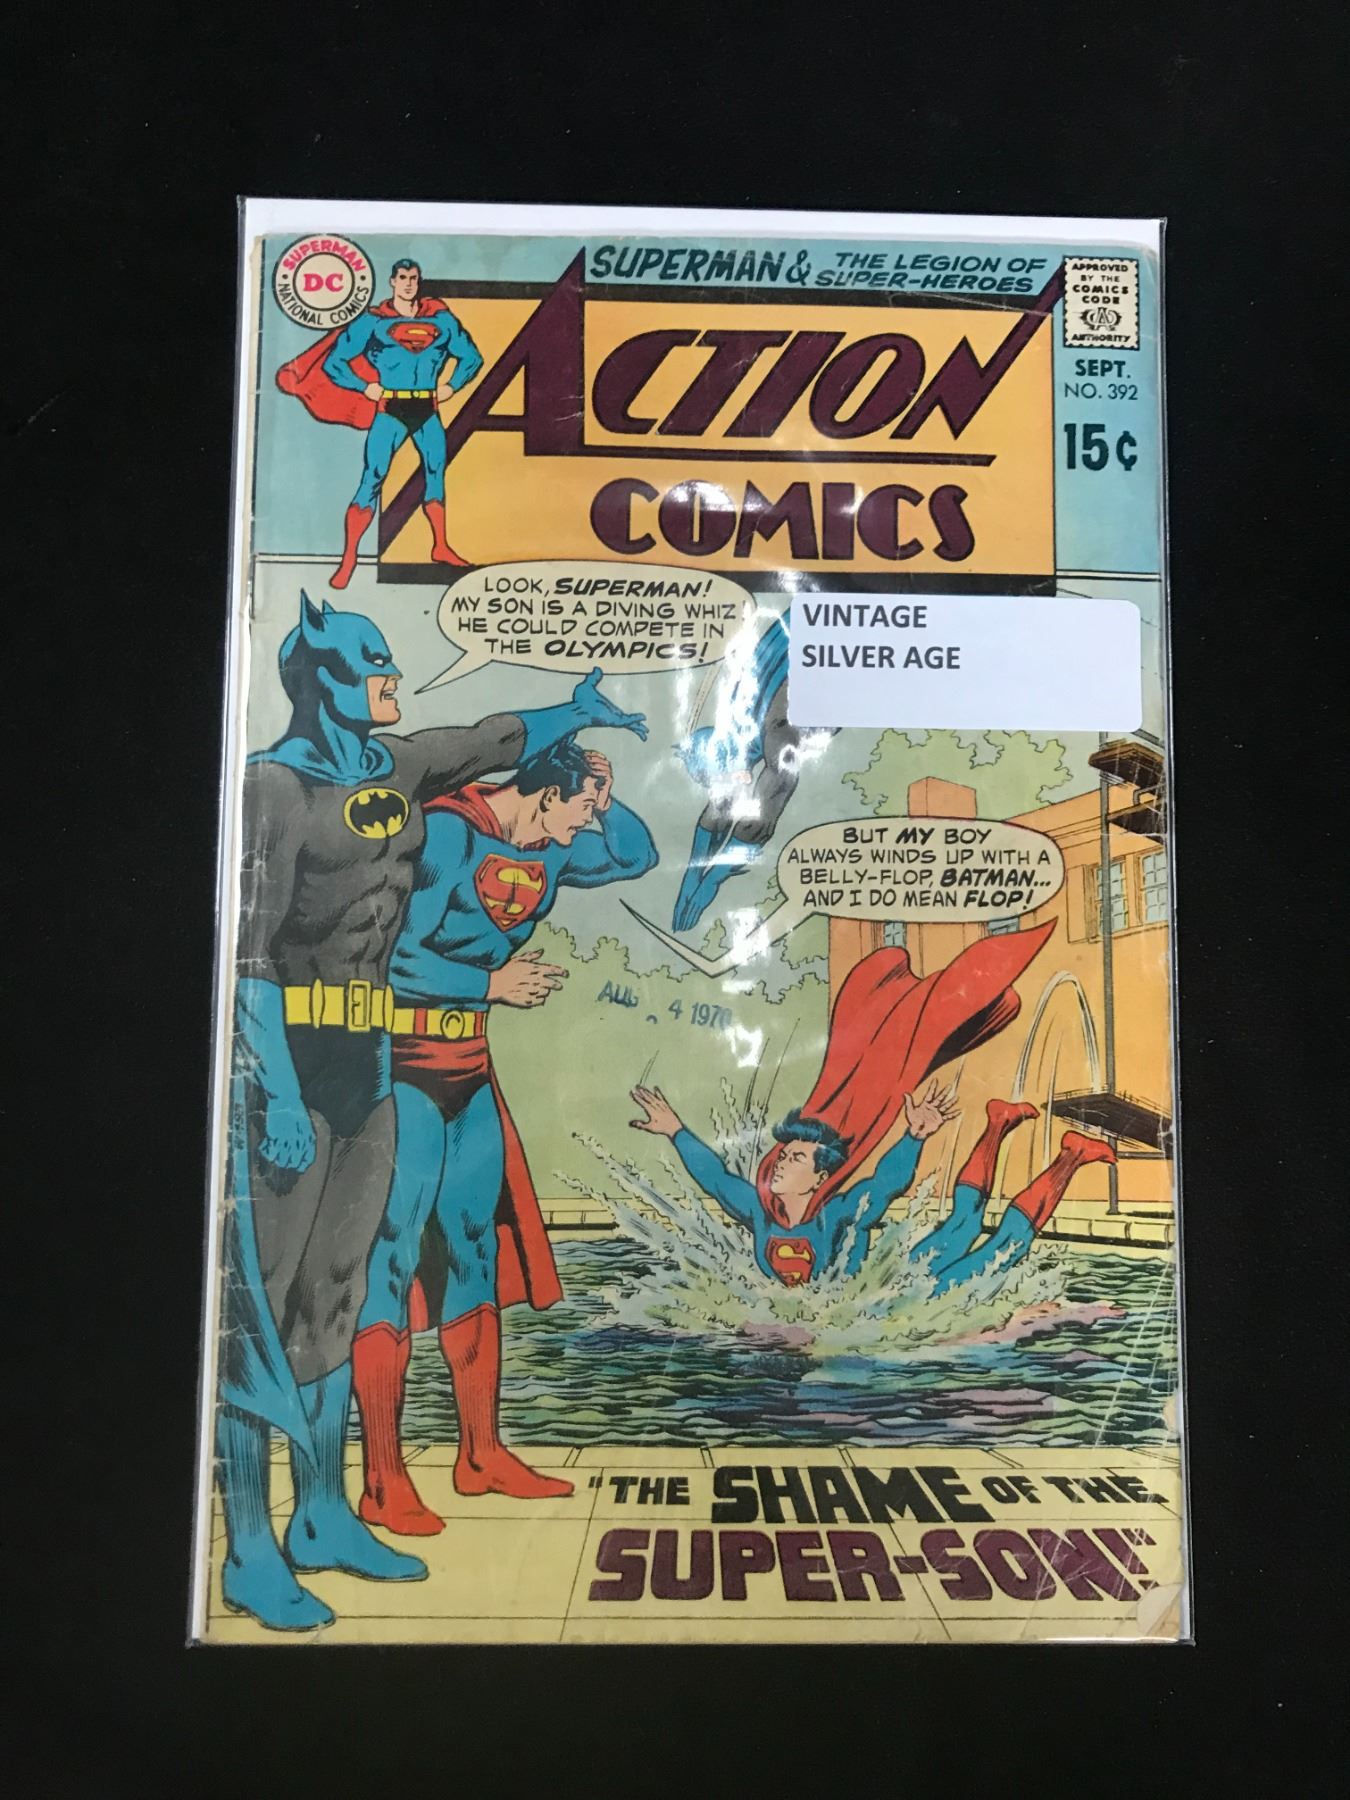 SUPERMAN
DC
NATIONAL COMICS
SUPERMAN & THE LEGION OF
SUPER-HEROES
ACTION
COMICS
APPROVED
BY THE
COMICS
CODE
CA
AUTHORITY
SEPT.
NO. 392
15¢
LOOK, SUPERMAN!
MY SON IS A DIVING WHIZ!
HE COULD COMPETE IN
THE OLYMPICS!
VINTAGE
SILVER AGE
BUT MY BOY
ALWAYS WINDS UP WITH A
BELLY-FLOP, BATMAN...
AND I DO MEAN FLOP!
AUG 4 1970
"THE SHAME OF THE
SUPER-SON!"